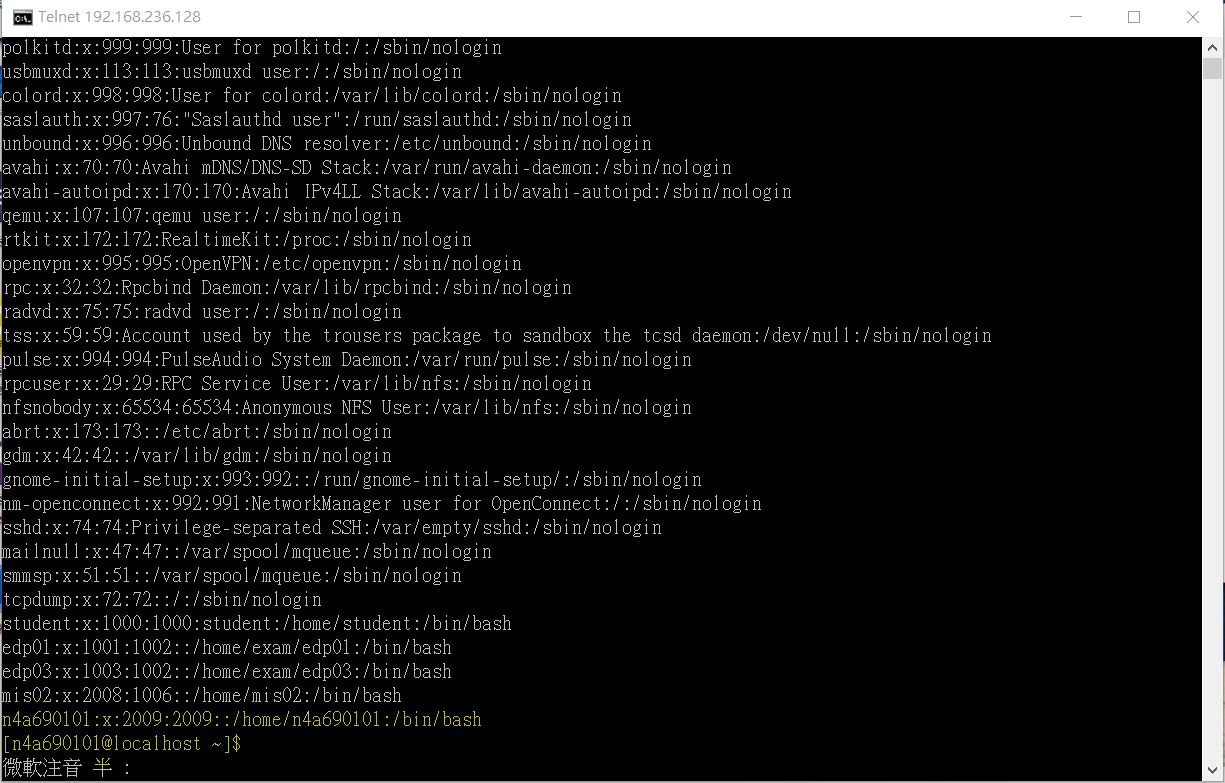 Telnet 192.168.236.128
polkitd:x:999:999:User for polkitd:/:/sbin/nologin
usbmuxd:x:113:113:usbmuxd user:/:/sbin/nologin
colord:x:998:998:User for colord:/var/lib/colord:/sbin/nologin
saslauth:x:997:76:"Saslauthd user":/run/saslauthd:/sbin/nologin
unbound:x:996:996:Unbound DNS resolver:/etc/unbound:/sbin/nologin
avahi:x:70:70:Avahi mDNS/DNS-SD Stack:/var/run/avahi-daemon:/sbin/nologin
avahi-autoipd:x:170:170:Avahi IPv4LL Stack:/var/lib/avahi-autoipd:/sbin/nologin
qemu:x:107:107:qemu user:/:/sbin/nologin
rtkit:x:172:172:RealtimeKit:/proc:/sbin/nologin
openvpn:x:995:995:OpenVPN:/etc/openvpn:/sbin/nologin
rpc:x:32:32:Rpcbind Daemon:/var/lib/rpcbind:/sbin/nologin
radvd:x:75:75:radvd user:/:/sbin/nologin
tss:x:59:59:Account used by the trousers package to sandbox the tcsd daemon:/dev/null:/sbin/nologin
pulse:x:994:994:PulseAudio System Daemon:/var/run/pulse:/sbin/nologin
rpcuser:x:29:29:RPC Service User:/var/lib/nfs:/sbin/nologin
nfsnobody:x:65534:65534:Anonymous NFS User:/var/lib/nfs:/sbin/nologin
abrt:x:173:173::/etc/abrt:/sbin/nologin
gdm:x:42:42::/var/lib/gdm:/sbin/nologin
gnome-initial-setup:x:993:992::/run/gnome-initial-setup/:/sbin/nologin
nm-openconnect:x:992:991:NetworkManager user for OpenConnect:/:/sbin/nologin
sshd:x:74:74:Privilege-separated SSH:/var/empty/sshd:/sbin/nologin
mailnull:x:47:47::/var/spool/mqueue:/sbin/nologin
smmsp:x:51:51::/var/spool/mqueue:/sbin/nologin
tcpdump:x:72:72::/:/sbin/nologin
student:x:1000:1000:student:/home/student:/bin/bash
edp01:x:1001:1002::/home/exam/edp01:/bin/bash
edp03:x:1003:1002::/home/exam/edp03:/bin/bash
mis02:x:2008:1006::/home/mis02:/bin/bash
n4a690101:x:2009:2009::/home/n4a690101:/bin/bash
[n4a690101@localhost ~]$
微軟注音 半 :